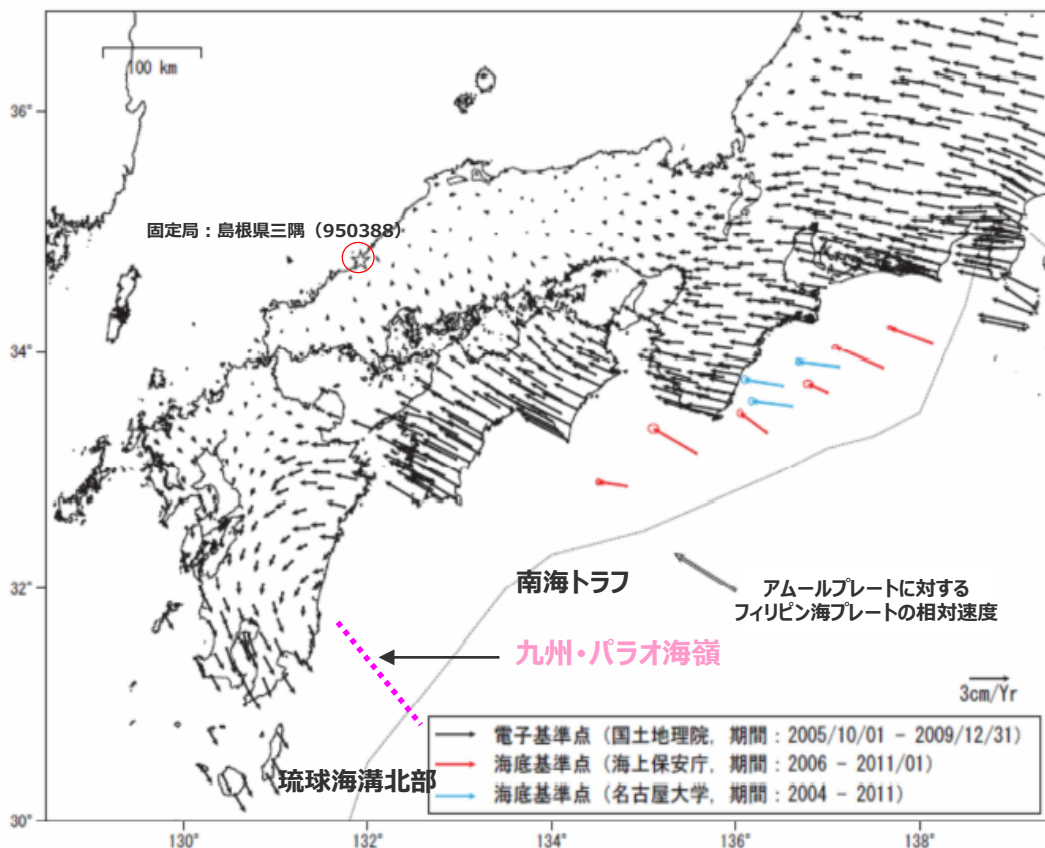 100 km
36°
固定局：島根県三隅（950388）
34°
南海トラフ
アムールプレートに対する
フィリピン海プレートの相対速度
32°
九州・パラオ海嶺
3cm/Yr
電子基準点（国土地理院, 期間：2005/10/01 - 2009/12/31）
海底基準点（海上保安庁, 期間：2006 - 2011/01）
海底基準点（名古屋大学, 期間：2004 - 2011）
琉球海溝北部
30°
130°
132°
134°
136°
138°